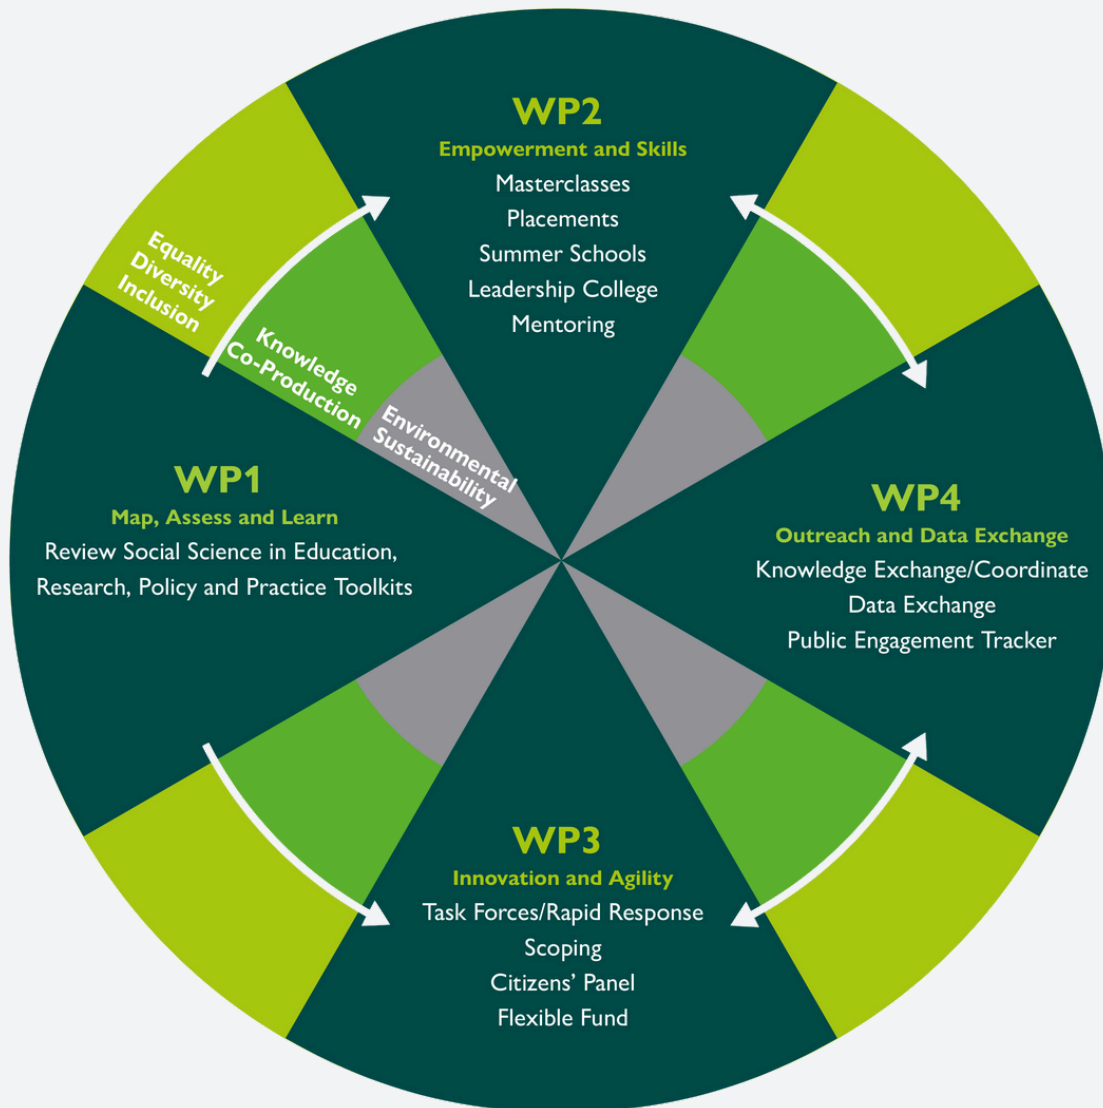 WP2
Empowerment and Skills
Masterclasses
Placements
Summer Schools
Leadership College
Mentoring
Equality
Diversity
Inclusion
Knowledge
Co-Production
Environmental
Sustainability
WP1
Map, Assess and Learn
Review Social Science in Education,
Research, Policy and Practice Toolkits
WP4
Outreach and Data Exchange
Knowledge Exchange/Coordinate
Data Exchange
Public Engagement Tracker
WP3
Innovation and Agility
Task Forces/Rapid Response
Scoping
Citizens’ Panel
Flexible Fund